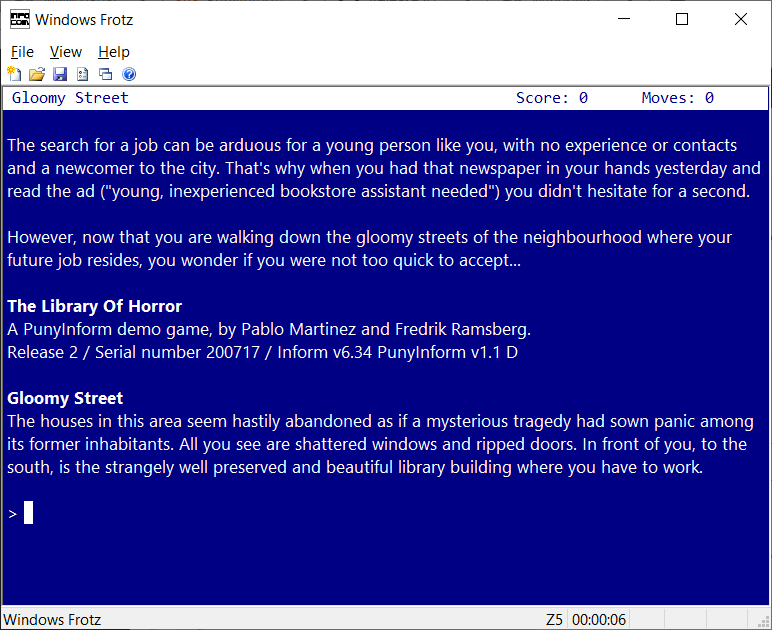 Windows Frotz
File View Help
Gloomy Street Score: 0 Moves: 0
The search for a job can be arduous for a young person like you, with no experience or contacts
and a newcomer to the city. That's why when you had that newspaper in your hands yesterday and
read the ad ("young, inexperienced bookstore assistant needed") you didn't hesitate for a second.
However, now that you are walking down the gloomy streets of the neighbourhood where your
future job resides, you wonder if you were not too quick to accept...
The Library Of Horror
A PunyInform demo game, by Pablo Martinez and Fredrik Ramsberg.
Release 2 / Serial number 200717 / Inform v6.34 PunyInform v1.1 D
Gloomy Street
The houses in this area seem hastily abandoned as if a mysterious tragedy had sown panic among
its former inhabitants. All you see are shattered windows and ripped doors. In front of you, to the
south, is the strangely well preserved and beautiful library building where you have to work.
>
Windows Frotz Z5 00:00:06